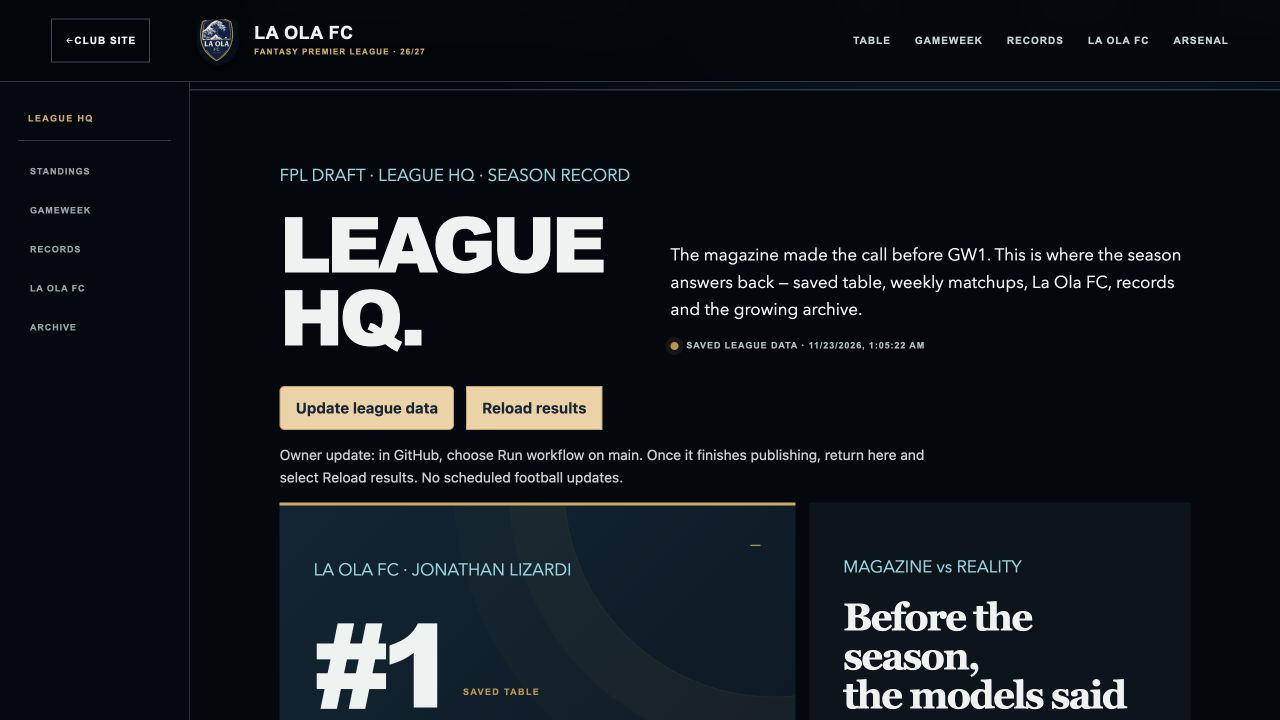 ←CLUB SITE
LA OLA
FC
LA OLA FC
FANTASY PREMIER LEAGUE · 26/27
TABLE
GAMEWEEK
RECORDS
LA OLA FC
ARSENAL
LEAGUE HQ
STANDINGS
GAMEWEEK
RECORDS
LA OLA FC
ARCHIVE
FPL DRAFT · LEAGUE HQ · SEASON RECORD
LEAGUE
HQ.
The magazine made the call before GW1. This is where the season
answers back — saved table, weekly matchups, La Ola FC, records
and the growing archive.
SAVED LEAGUE DATA · 11/23/2026, 1:05:22 AM
Update league data
Reload results
Owner update: in GitHub, choose Run workflow on main. Once it finishes publishing, return here and
select Reload results. No scheduled football updates.
—
LA OLA FC · JONATHAN LIZARDI
#1
SAVED TABLE
MAGAZINE vs REALITY
Before the
season,
the models said